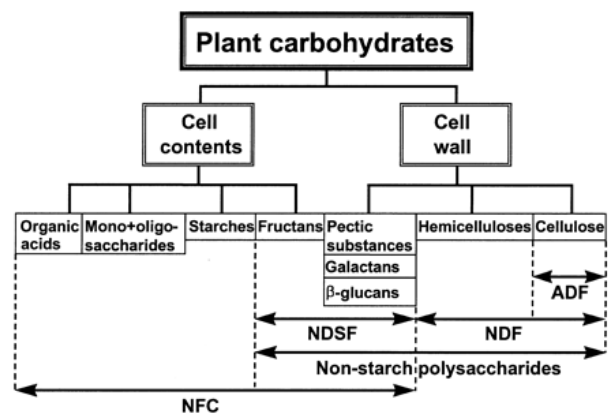 Plant carbohydrates
Cell
contents
Cell
wall
Organic
acids
Mono+oligo-
saccharides
Starches
Fructans
Pectic
substances
Galactans
β-glucans
Hemicelluloses
Cellulose
ADF
NDSF
NDF
Non-starch polysaccharides
NFC